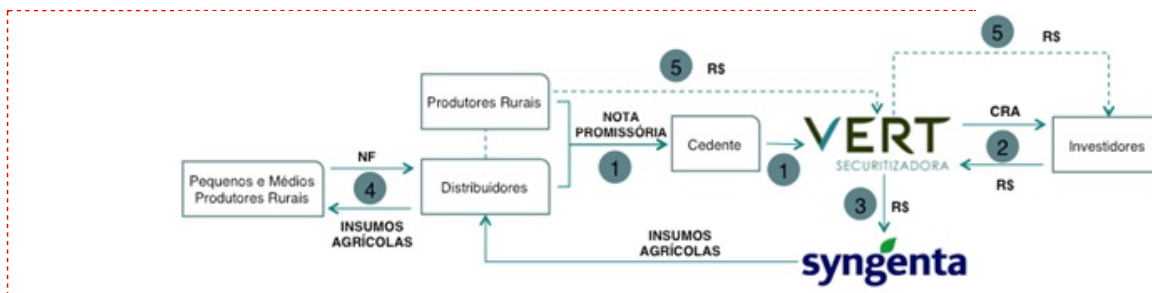 5
R$
5
R$
Produtores Rurais
NOTA
PROMISSÓRIA
1
Cedente
1
VERT
SECURITIZADORA
CRA
2
R$
Investidores
NF
4
Pequenos e Médios
Produtores Rurais
INSUMOS
AGRÍCOLAS
Distribuidores
3
R$
INSUMOS
AGRÍCOLAS
syngenta